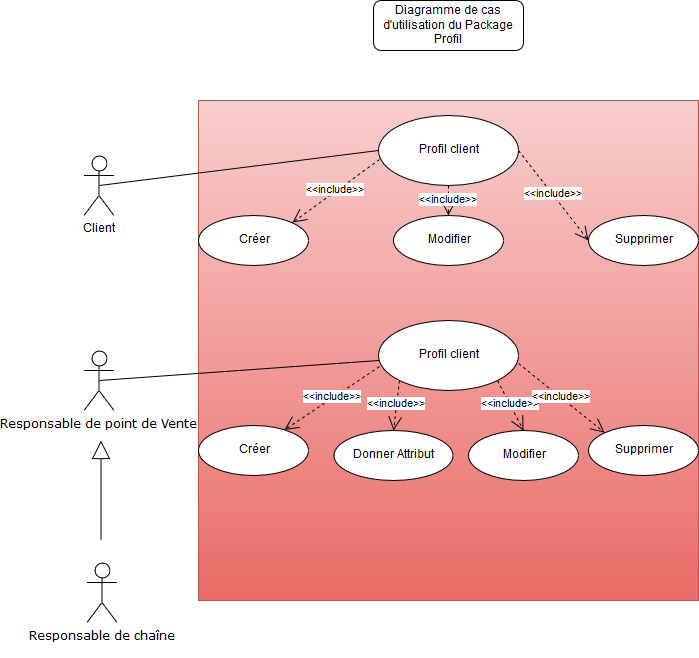 Diagramme de cas
d'utilisation du Package
Profil
Profil client
<<include>>
<<include>>
<<include>>
Client
Créer
Modifier
Supprimer
Profil client
<<include>>
<<include>>
<<include>>
<<include>>
Responsable de point de Vente
Créer
Donner Attribut
Modifier
Supprimer
Responsable de chaîne